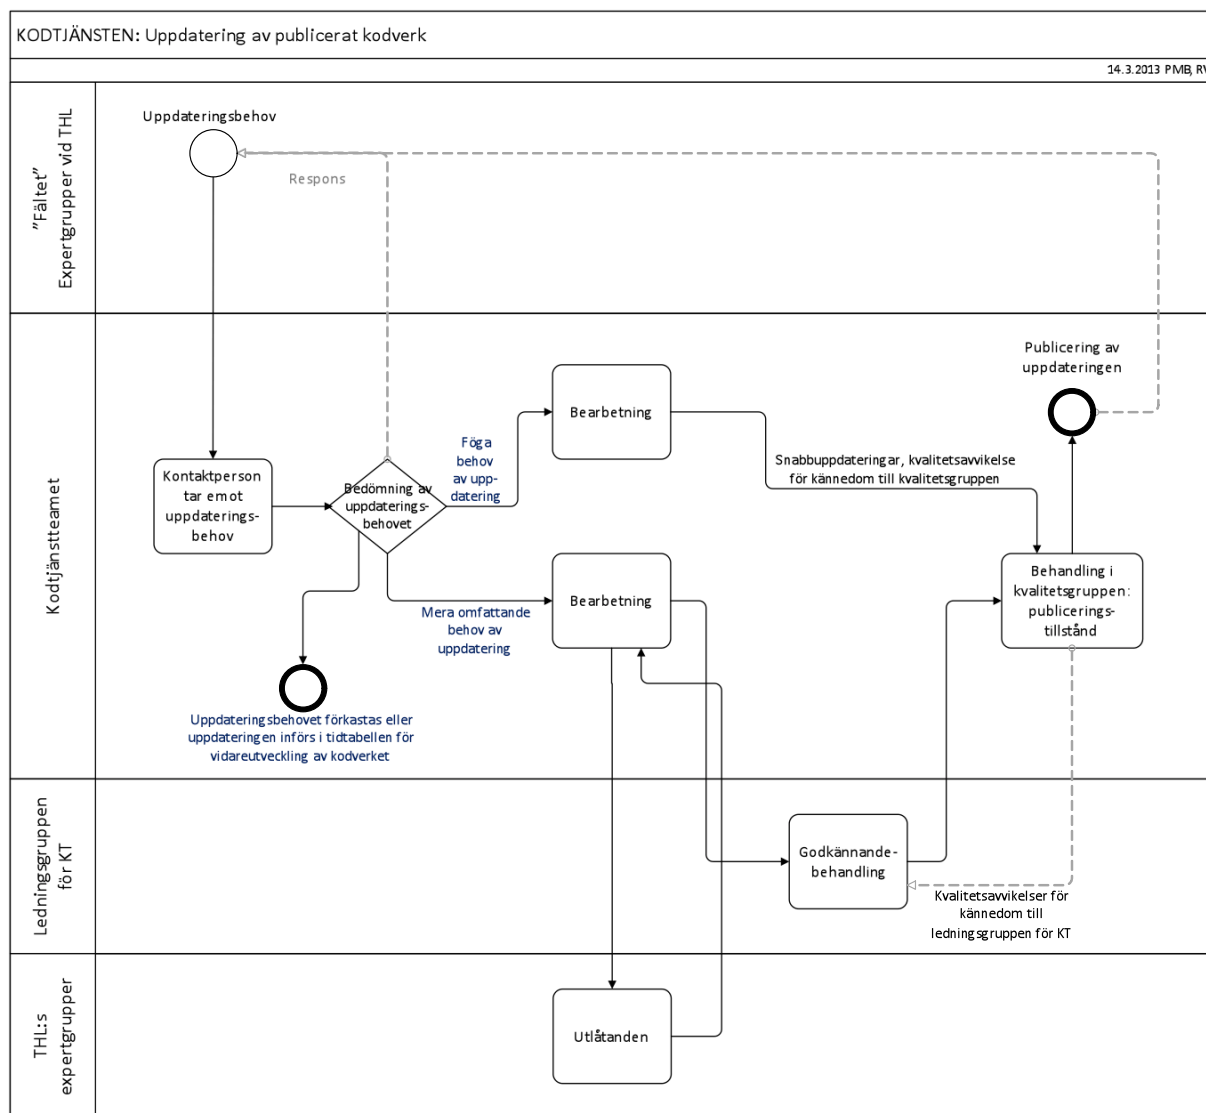 KODTJÄNSTEN: Uppdatering av publicerat kodverk
14.3.2013 PMB, RV
"Fältet"
Expertgrupper vid THL
Uppdateringsbehov
Respons
Kodtjänstteamet
Publicering av
uppdateringen
Bearbetning
Föga
behov
av upp-
datering
Snabbuppdateringar, kvalitetsavvikelse
för kännedom till kvalitetsgruppen
Kontaktperson
tar emot
uppdaterings-
behov
Bedömning av
uppdaterings-
behovet
Bearbetning
Behandling i
kvalitetsgruppen:
publicerings-
tillstånd
Mera omfattande
behov av
uppdatering
Uppdateringsbehovet förkastas eller
uppdateringen införs i tidtabellen för
vidareutveckling av kodverket
Ledningsgruppen
för KT
Godkännande-
behandling
Kvalitetsavvikelser för
kännedom till
ledningsgruppen för KT
THL:s
expertgrupper
Utlåtanden